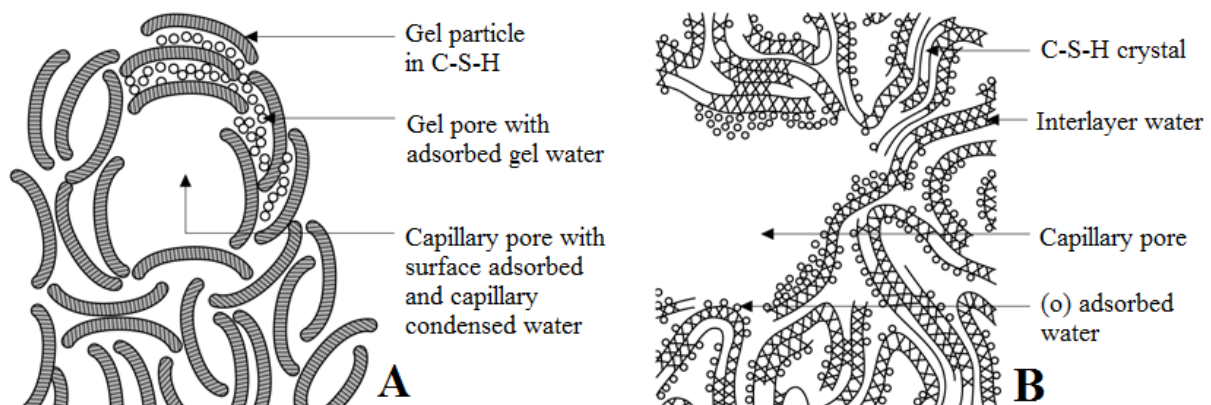 Gel particle
in C-S-H
Gel pore with
adsorbed gel water
Capillary pore with
surface adsorbed
and capillary
condensed water
A
C-S-H crystal
Interlayer water
Capillary pore
(o) adsorbed
water
B